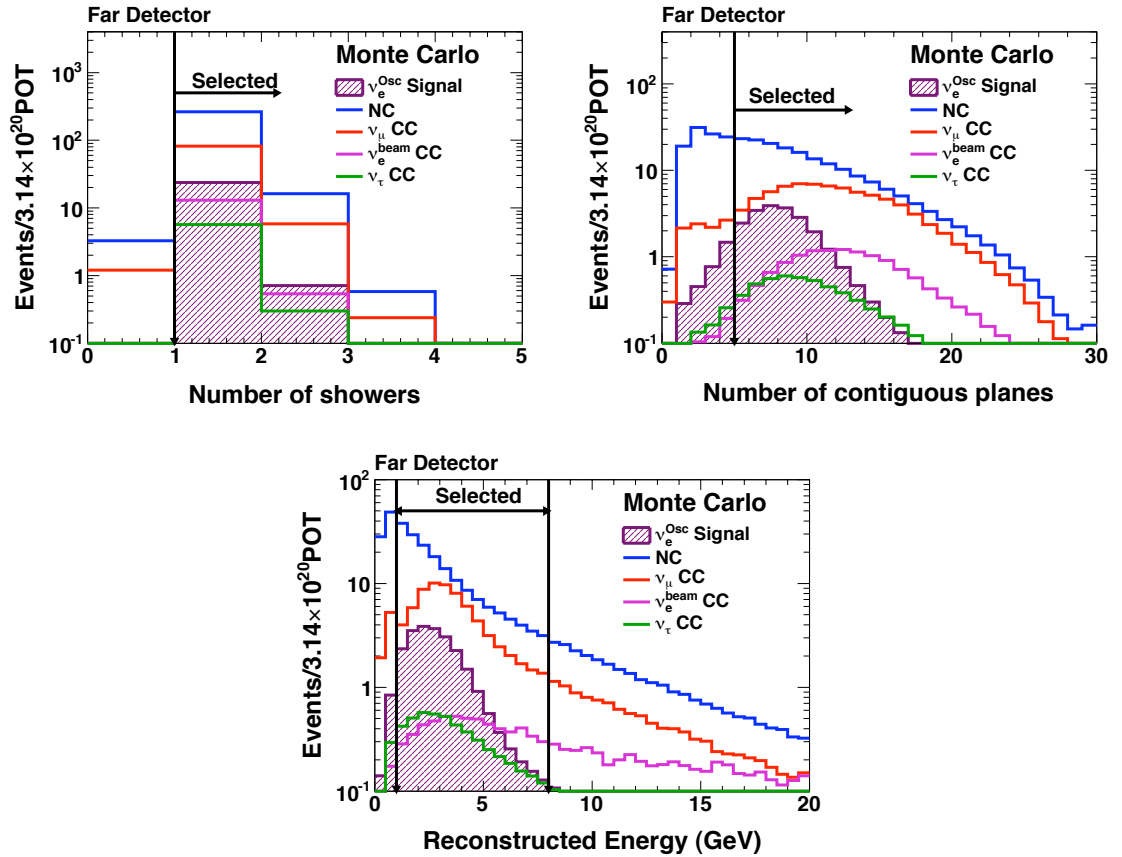 Far Detector
Monte Carlo
Selected
ν_e^Osc Signal
NC
ν_μ CC
ν_e^beam CC
ν_τ CC
Events/3.14×10^20POT
10^3
10^2
10
1
10^-1
0 1 2 3 4 5
Number of showers
Far Detector
Monte Carlo
Selected
ν_e^Osc Signal
NC
ν_μ CC
ν_e^beam CC
ν_τ CC
Events/3.14×10^20POT
10^2
10
1
10^-1
0 10 20 30
Number of contiguous planes
Far Detector
Selected
Monte Carlo
ν_e^Osc Signal
NC
ν_μ CC
ν_e^beam CC
ν_τ CC
Events/3.14×10^20POT
10^2
10
1
10^-1
0 5 10 15 20
Reconstructed Energy (GeV)